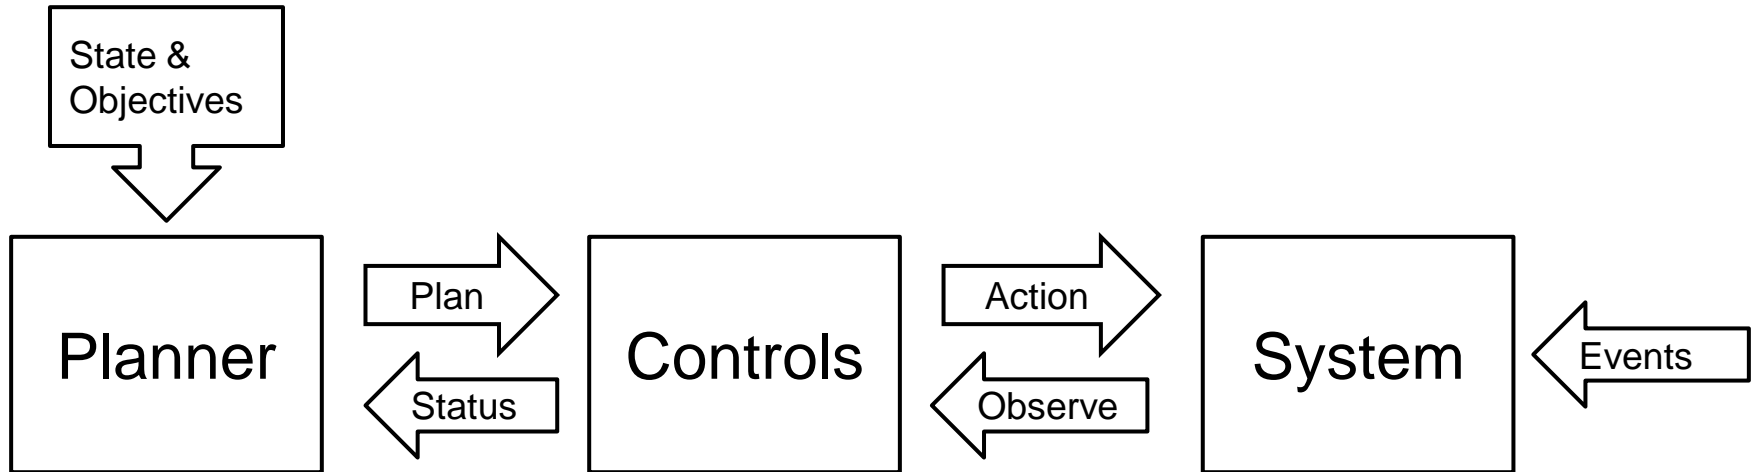 State &
Objectives
Planner
Plan
Status
Controls
Action
Observe
System
Events